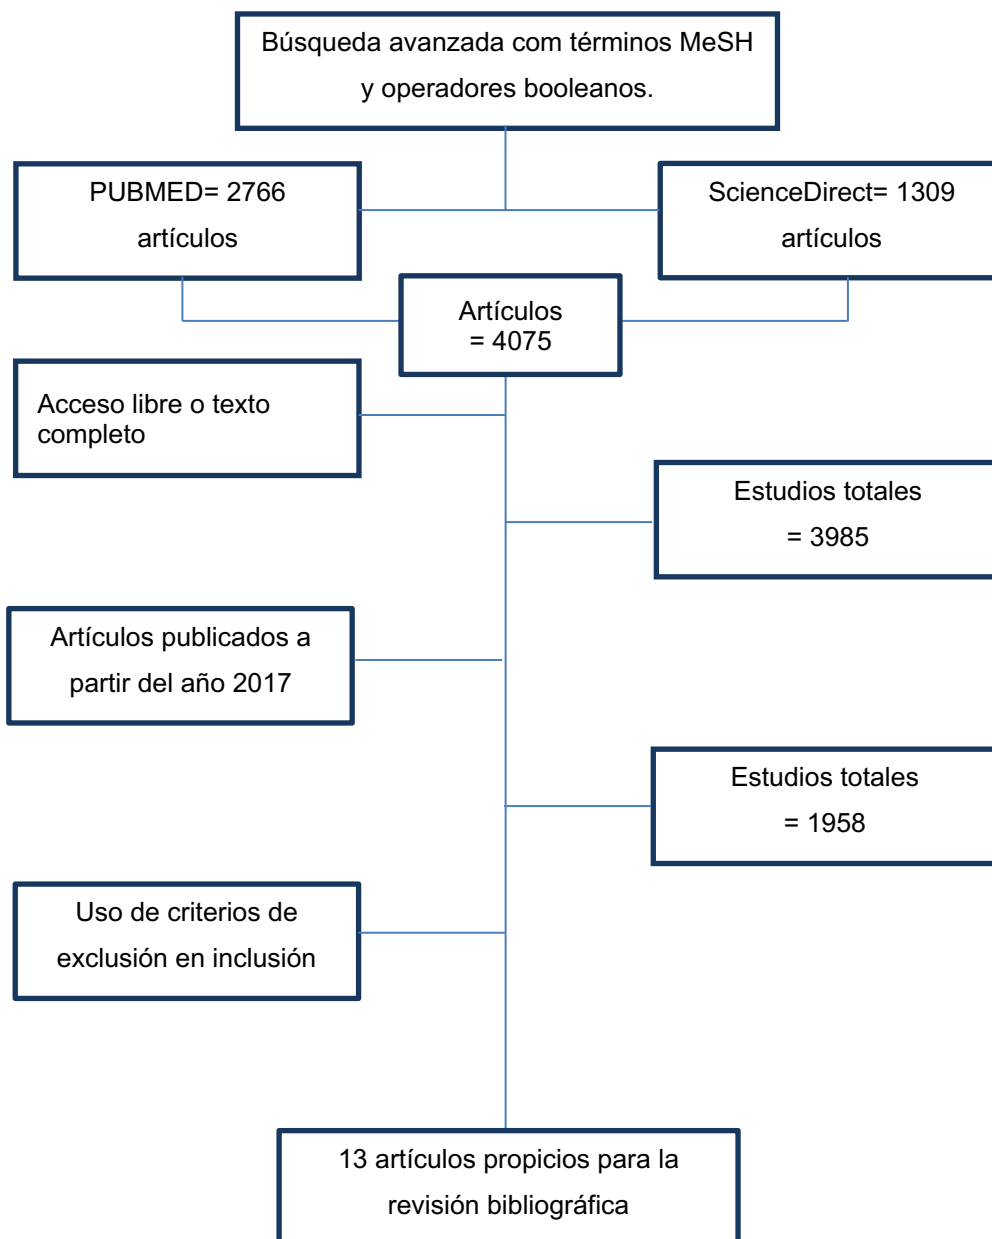 Búsqueda avanzada com términos MeSH
y operadores booleanos.
PUBMED= 2766
artículos
ScienceDirect= 1309
artículos
Artículos
= 4075
Acceso libre o texto
completo
Estudios totales
= 3985
Artículos publicados a
partir del año 2017
Estudios totales
= 1958
Uso de criterios de
exclusión en inclusión
13 artículos propicios para la
revisión bibliográfica